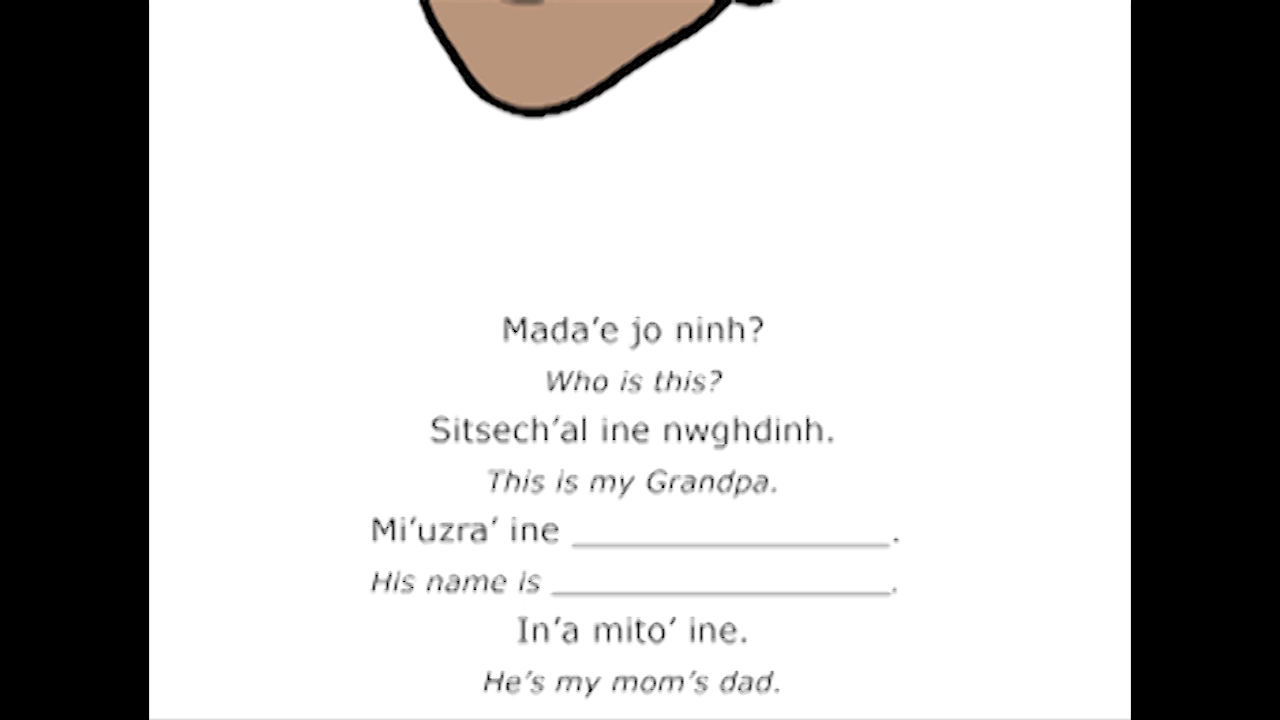 Mada’e jo ninh?
Who is this?
Sitsech’al ine nwghdinh.
This is my Grandpa.
Mi’uzra’ ine ____________________.
His name is ____________________.
In’a mito’ ine.
He’s my mom’s dad.